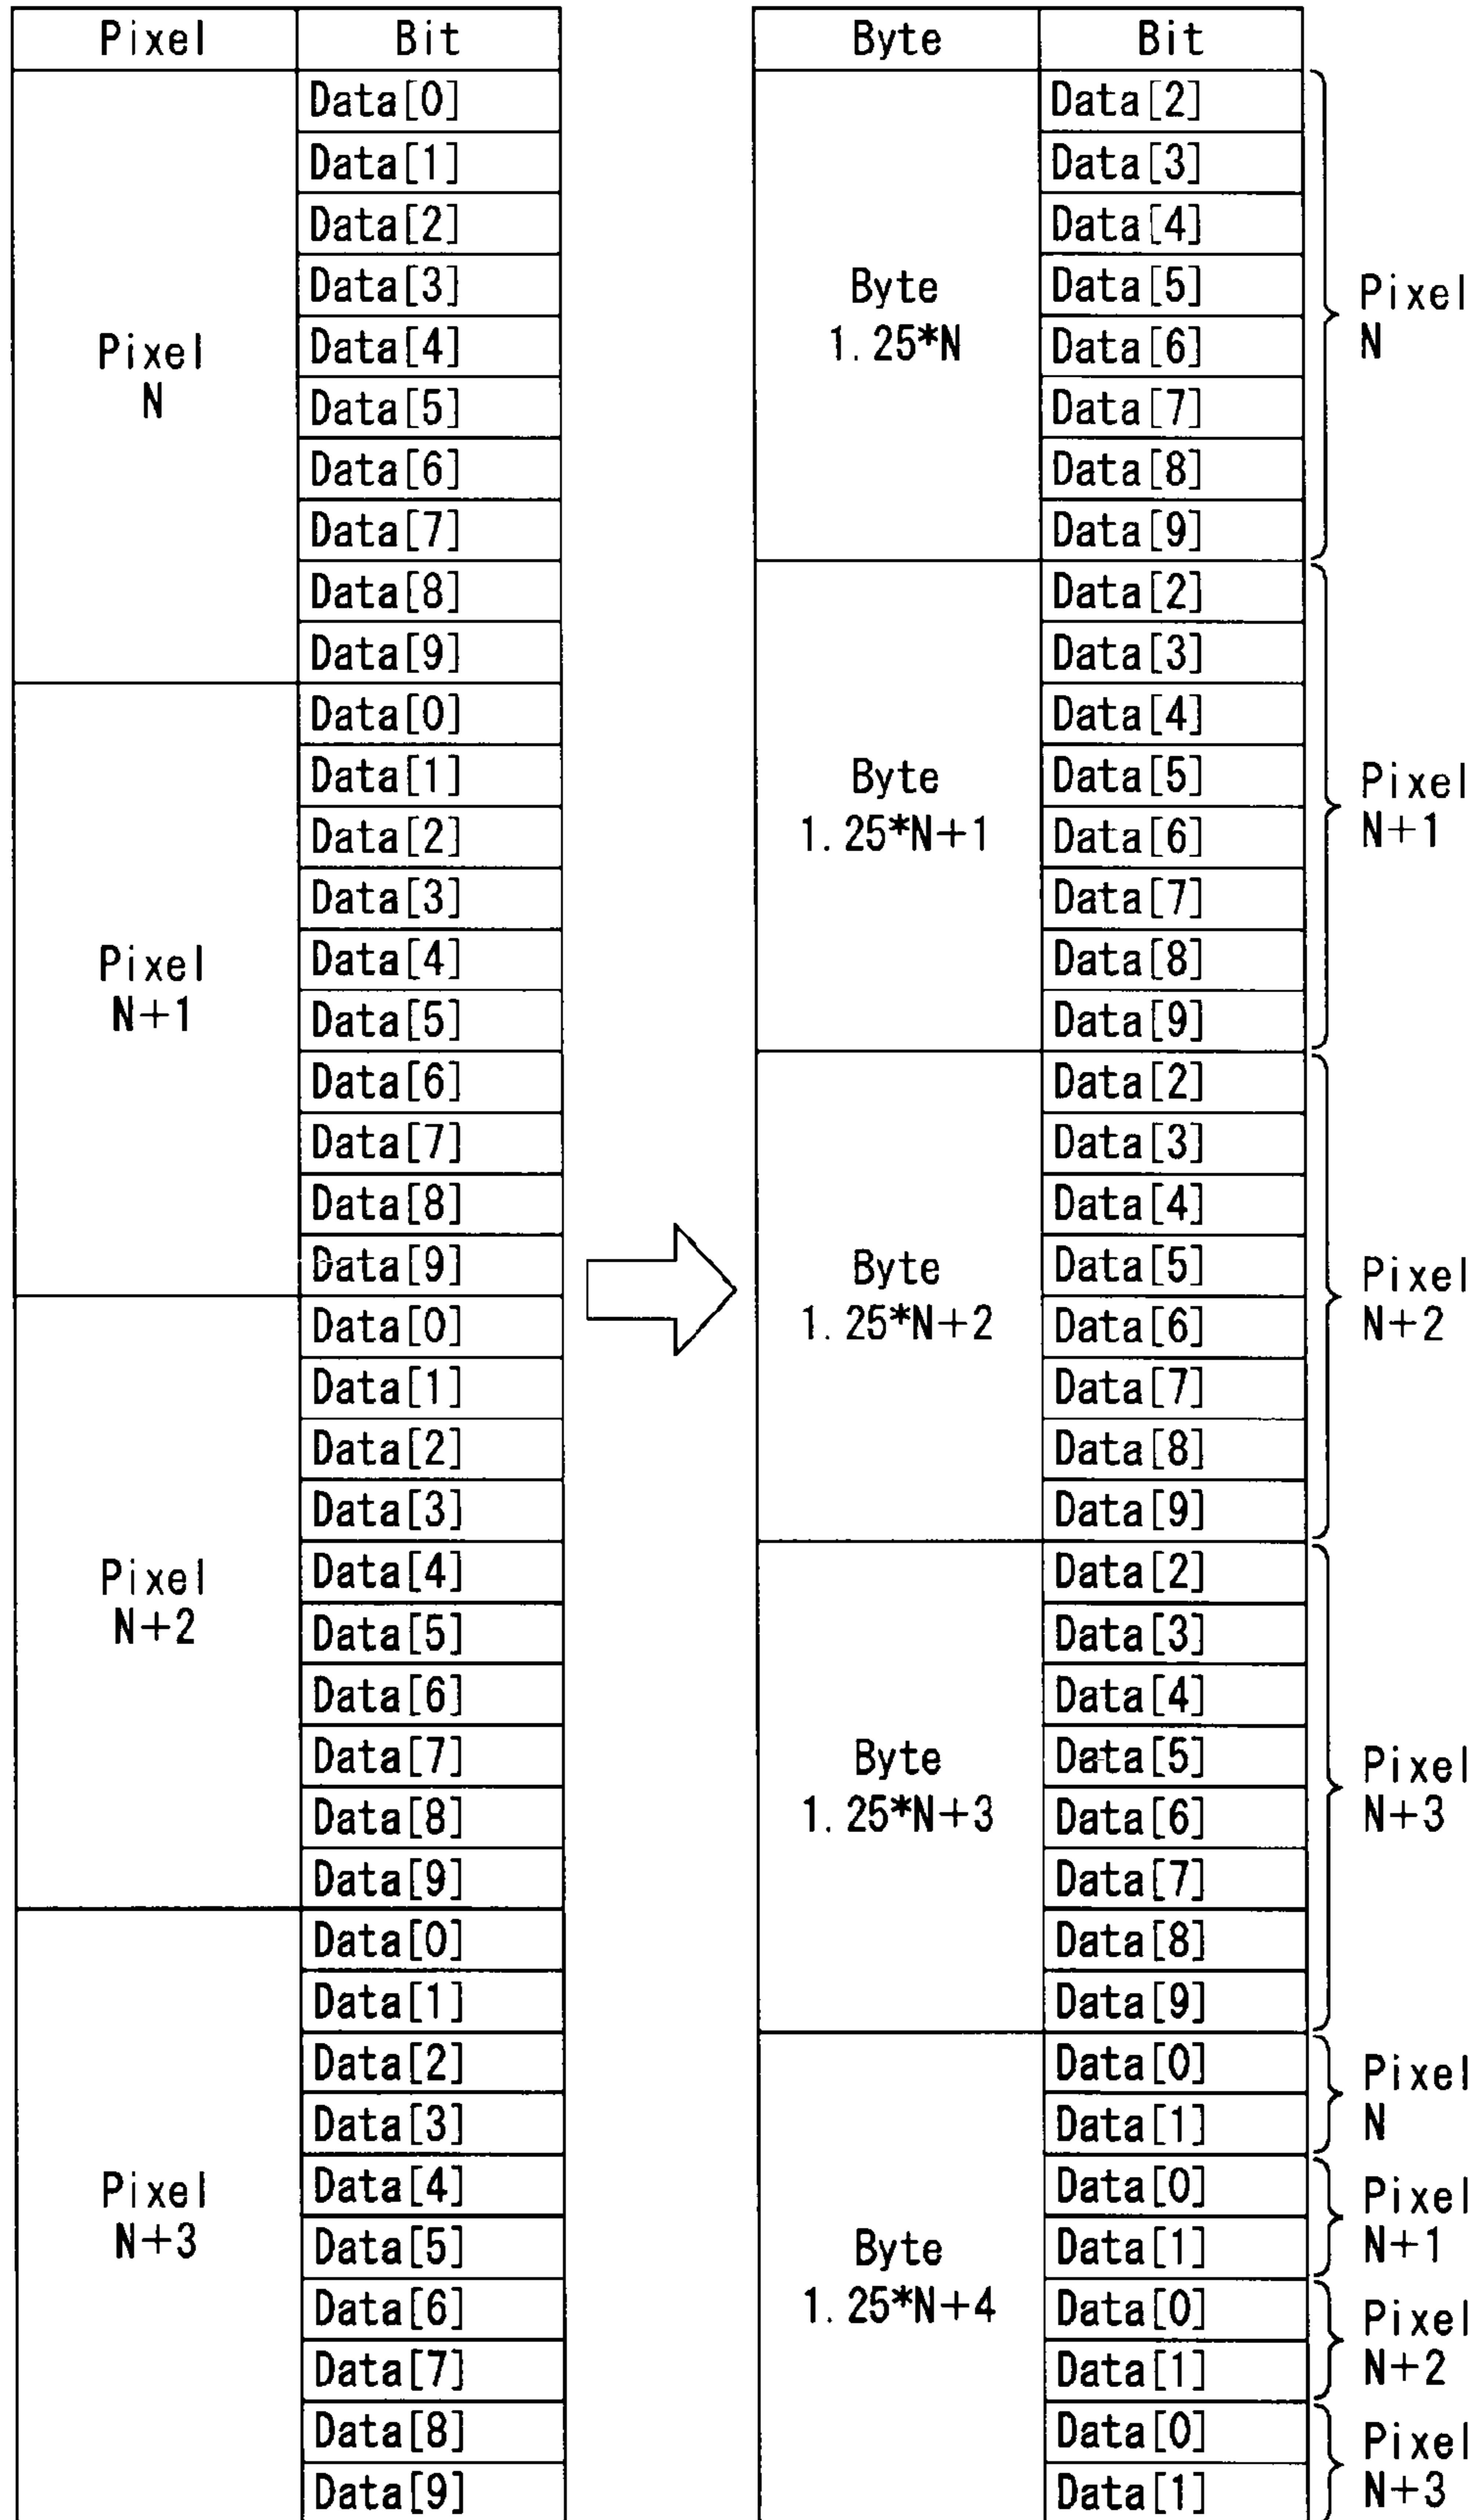 Pixel Bit
Pixel
N
Data[0]
Data[1]
Data[2]
Data[3]
Data[4]
Data[5]
Data[6]
Data[7]
Data[8]
Data[9]
Pixel
N+1
Data[0]
Data[1]
Data[2]
Data[3]
Data[4]
Data[5]
Data[6]
Data[7]
Data[8]
Data[9]
Pixel
N+2
Data[0]
Data[1]
Data[2]
Data[3]
Data[4]
Data[5]
Data[6]
Data[7]
Data[8]
Data[9]
Pixel
N+3
Data[0]
Data[1]
Data[2]
Data[3]
Data[4]
Data[5]
Data[6]
Data[7]
Data[8]
Data[9]
Byte Bit
Byte
1.25*N
Data[2]
Data[3]
Data[4]
Data[5]
Data[6]
Data[7]
Data[8]
Data[9]
Pixel
N
Byte
1.25*N+1
Data[2]
Data[3]
Data[4]
Data[5]
Data[6]
Data[7]
Data[8]
Data[9]
Pixel
N+1
Byte
1.25*N+2
Data[2]
Data[3]
Data[4]
Data[5]
Data[6]
Data[7]
Data[8]
Data[9]
Pixel
N+2
Byte
1.25*N+3
Data[2]
Data[3]
Data[4]
Data[5]
Data[6]
Data[7]
Data[8]
Data[9]
Pixel
N+3
Byte
1.25*N+4
Data[0]
Data[1]
Pixel
N
Data[0]
Data[1]
Pixel
N+1
Data[0]
Data[1]
Pixel
N+2
Data[0]
Data[1]
Pixel
N+3